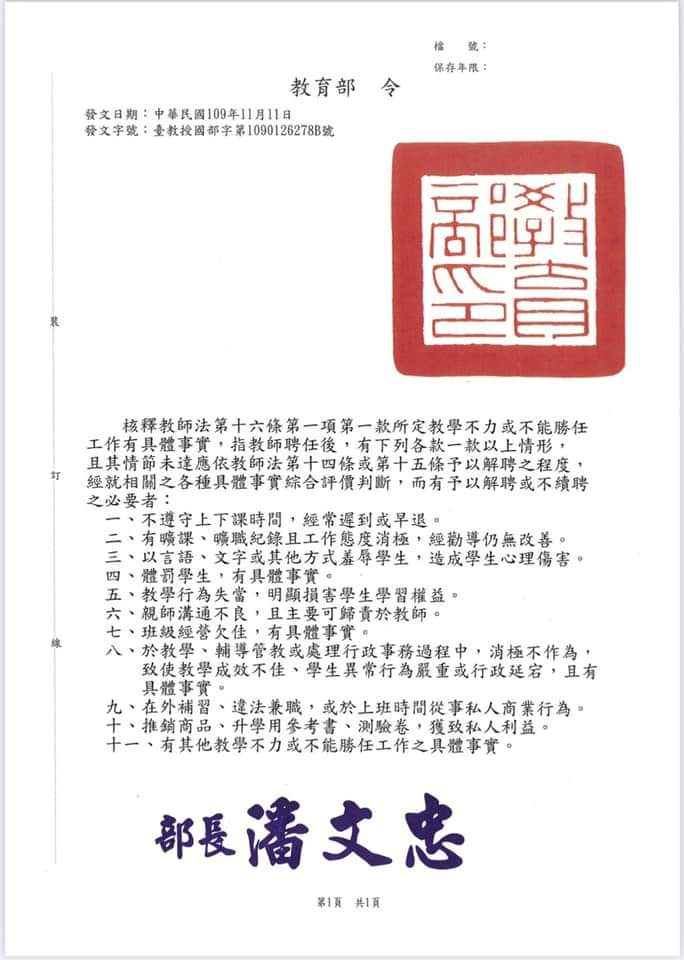 檔　　號：
保存年限：
教育部　令
發文日期：中華民國109年11月11日
發文字號：臺教授國部字第1090126278B號
教育部印
核釋教師法第十六條第一項第一款所定教學不力或不能勝任
工作有具體事實，指教師聘任後，有下列各款一款以上情形，
且其情節未達應依教師法第十四條或第十五條予以解聘之程度，
經就相關之各種具體事實綜合評價判斷，而有予以解聘或不續聘
之必要者：
一、不遵守上下課時間，經常遲到或早退。
二、有曠課、曠職紀錄且工作態度消極，經勸導仍無改善。
三、以言語、文字或其他方式羞辱學生，造成學生心理傷害。
四、體罰學生，有具體事實。
五、教學行為失當，明顯損害學生學習權益。
六、親師溝通不良，且主要可歸責於教師。
七、班級經營欠佳，有具體事實。
八、於教學、輔導管教或處理行政事務過程中，消極不作為，
致使教學成效不佳、學生異常行為嚴重或行政延宕，且有
具體事實。
九、在外補習、違法兼職，或於上班時間從事私人商業行為。
十、推銷商品、升學用參考書、測驗卷，獲致私人利益。
十一、有其他教學不力或不能勝任工作之具體事實。
裝
訂
線
部長潘文忠
第1頁　共1頁